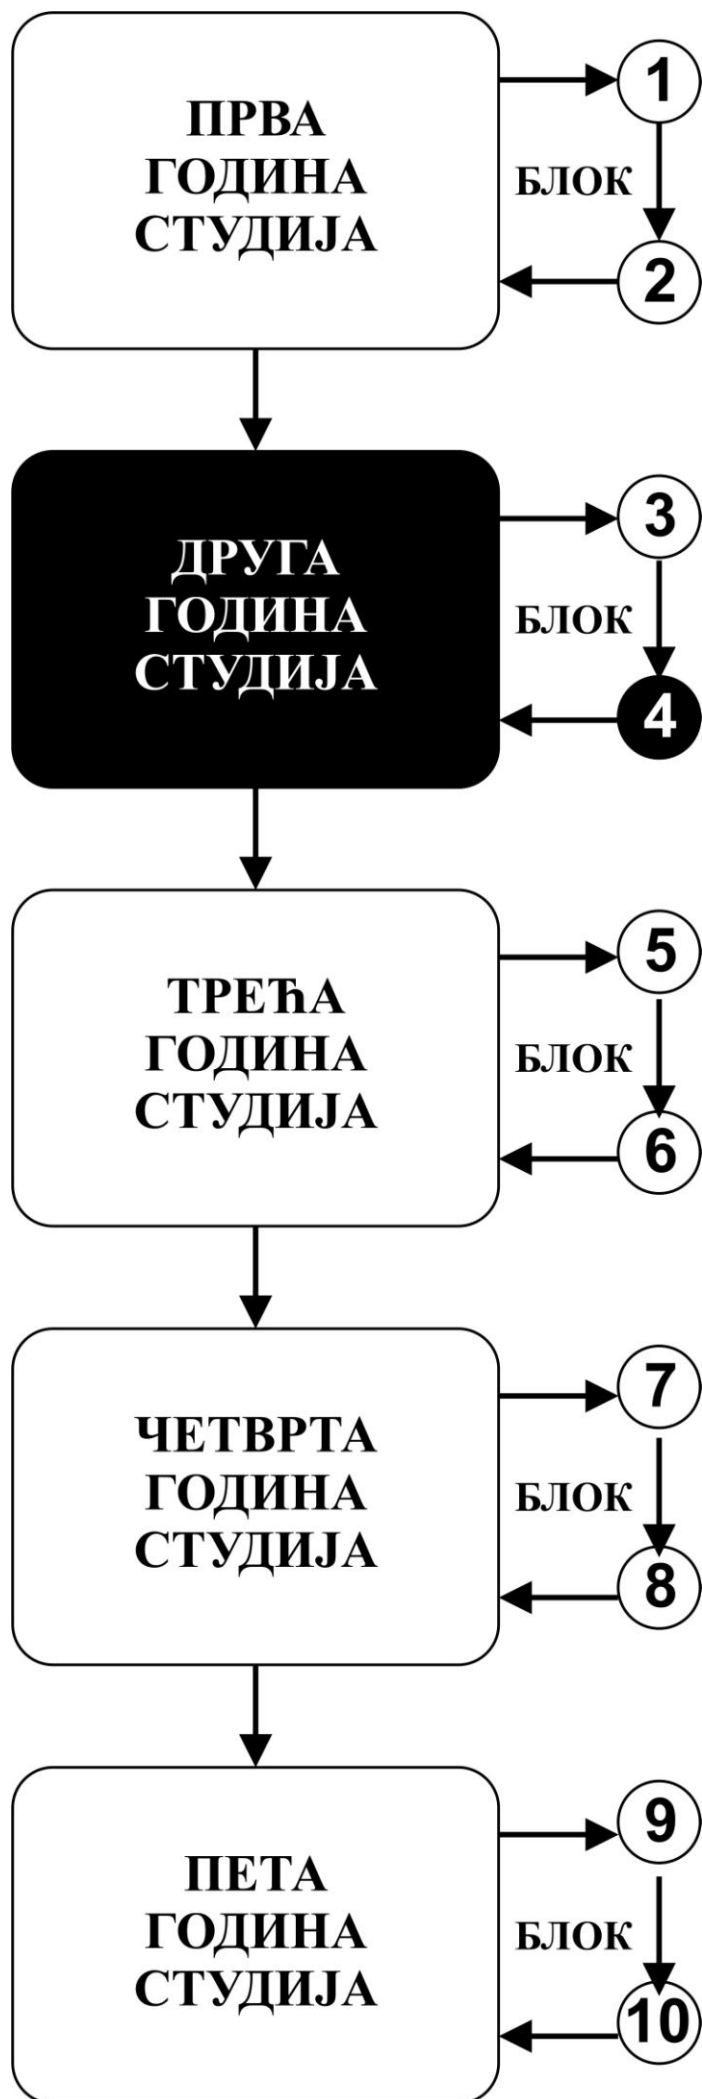 ПРВА
ГОДИНА
СТУДИЈА
1
БЛОК
2
ДРУГА
ГОДИНА
СТУДИЈА
3
БЛОК
4
ТРЕЋА
ГОДИНА
СТУДИЈА
5
БЛОК
6
ЧЕТВРТА
ГОДИНА
СТУДИЈА
7
БЛОК
8
ПЕТА
ГОДИНА
СТУДИЈА
9
БЛОК
10